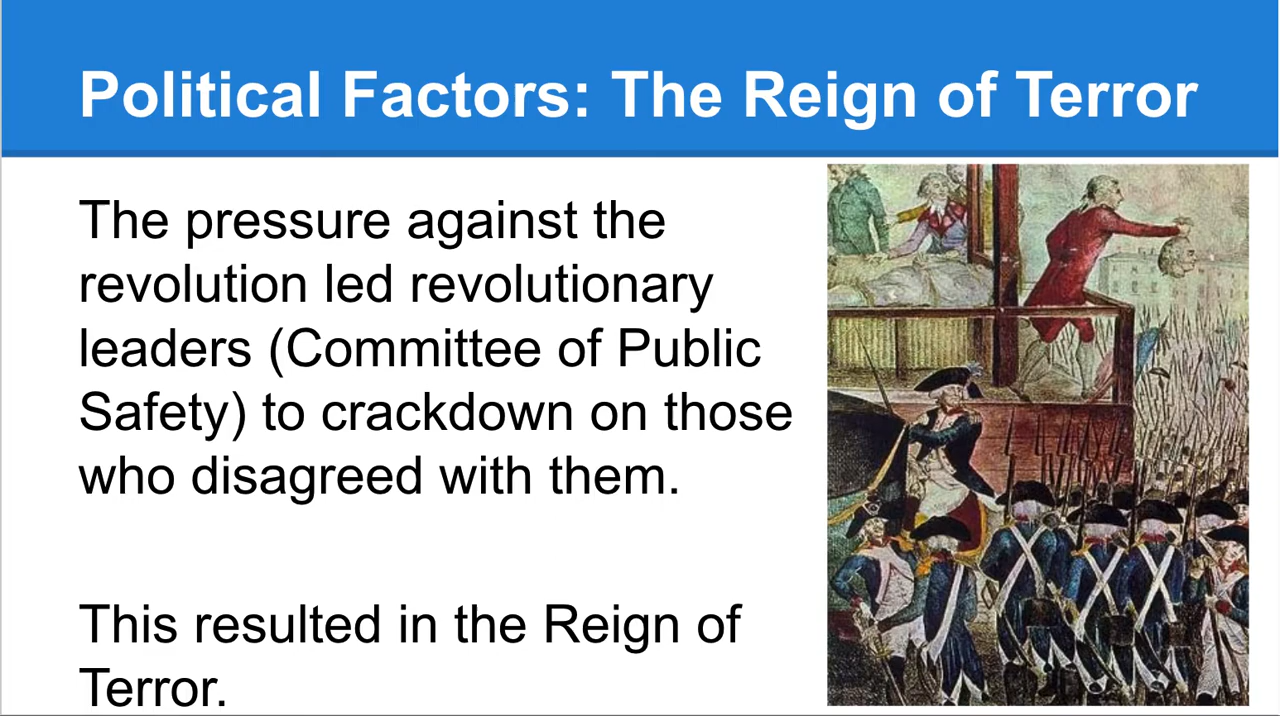 Political Factors: The Reign of Terror
The pressure against the
revolution led revolutionary
leaders (Committee of Public
Safety) to crackdown on those
who disagreed with them.
This resulted in the Reign of
Terror.